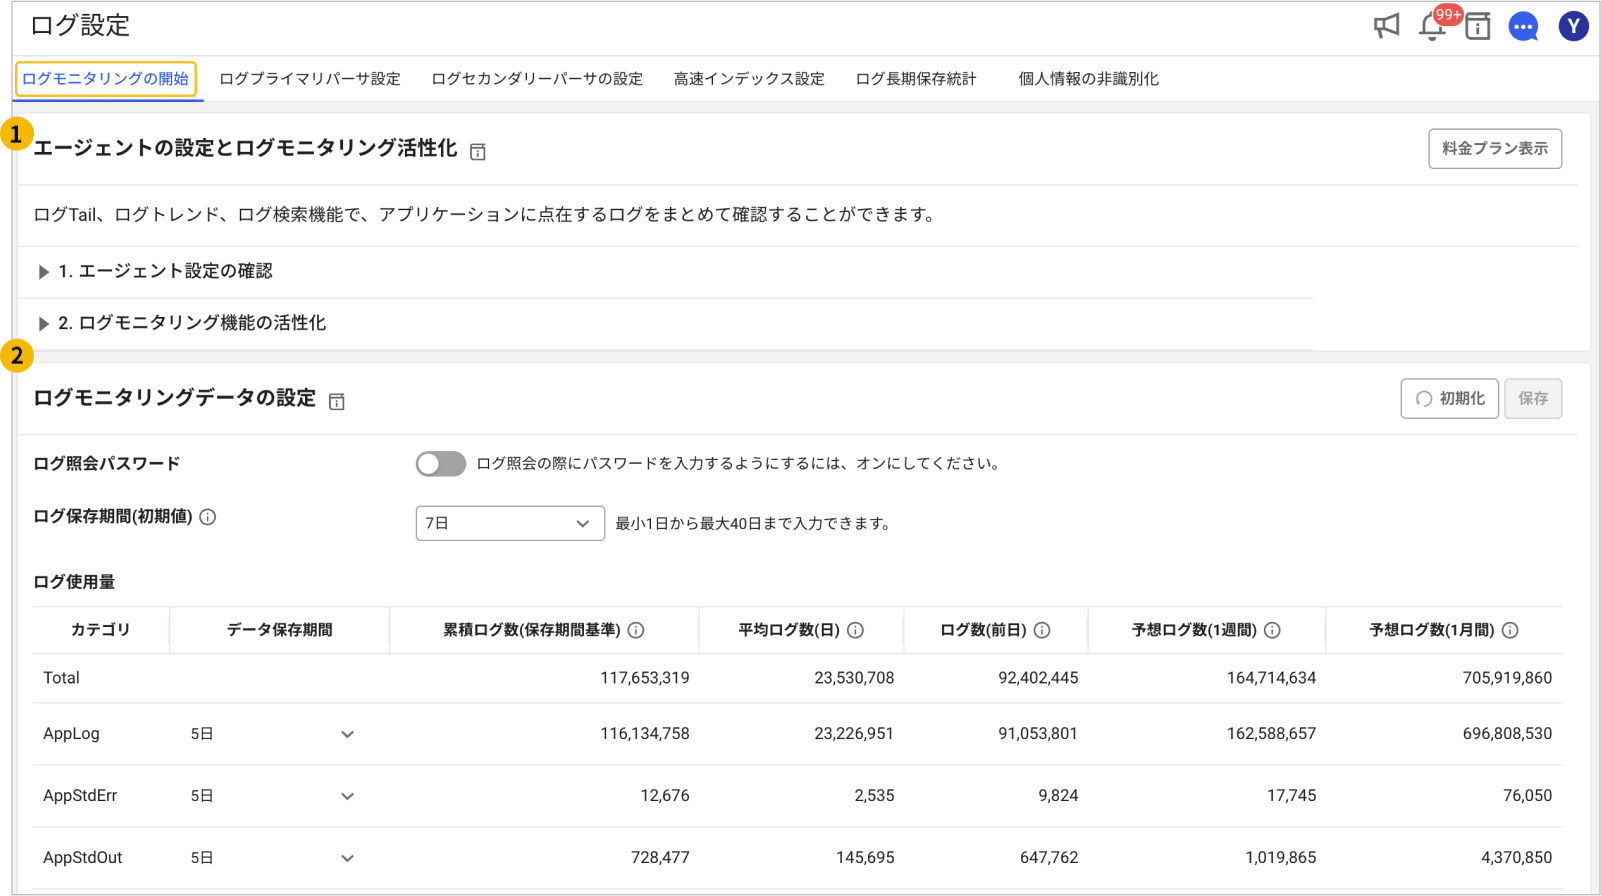 ログ設定
99+
Y
ログモニタリングの開始 ログプライマリパーサ設定 ログセカンダリーパーサの設定 高速インデックス設定 ログ長期保存統計 個人情報の非識別化
1
エージェントの設定とログモニタリング活性化
料金プラン表示
ログTail、ログトレンド、ログ検索機能で、アプリケーションに点在するログをまとめて確認することができます。
1. エージェント設定の確認
2. ログモニタリング機能の活性化
2
ログモニタリングデータの設定
初期化 保存
ログ照会パスワード ログ照会の際にパスワードを入力するようにするには、オンにしてください。
ログ保存期間(初期値) 7日 最小1日から最大40日まで入力できます。
ログ使用量
カテゴリ データ保存期間 累積ログ数(保存期間基準) 平均ログ数(日) ログ数(前日) 予想ログ数(1週間) 予想ログ数(1月間)
Total 117,653,319 23,530,708 92,402,445 164,714,634 705,919,860
AppLog 5日 116,134,758 23,226,951 91,053,801 162,588,657 696,808,530
AppStdErr 5日 12,676 2,535 9,824 17,745 76,050
AppStdOut 5日 728,477 145,695 647,762 1,019,865 4,370,850